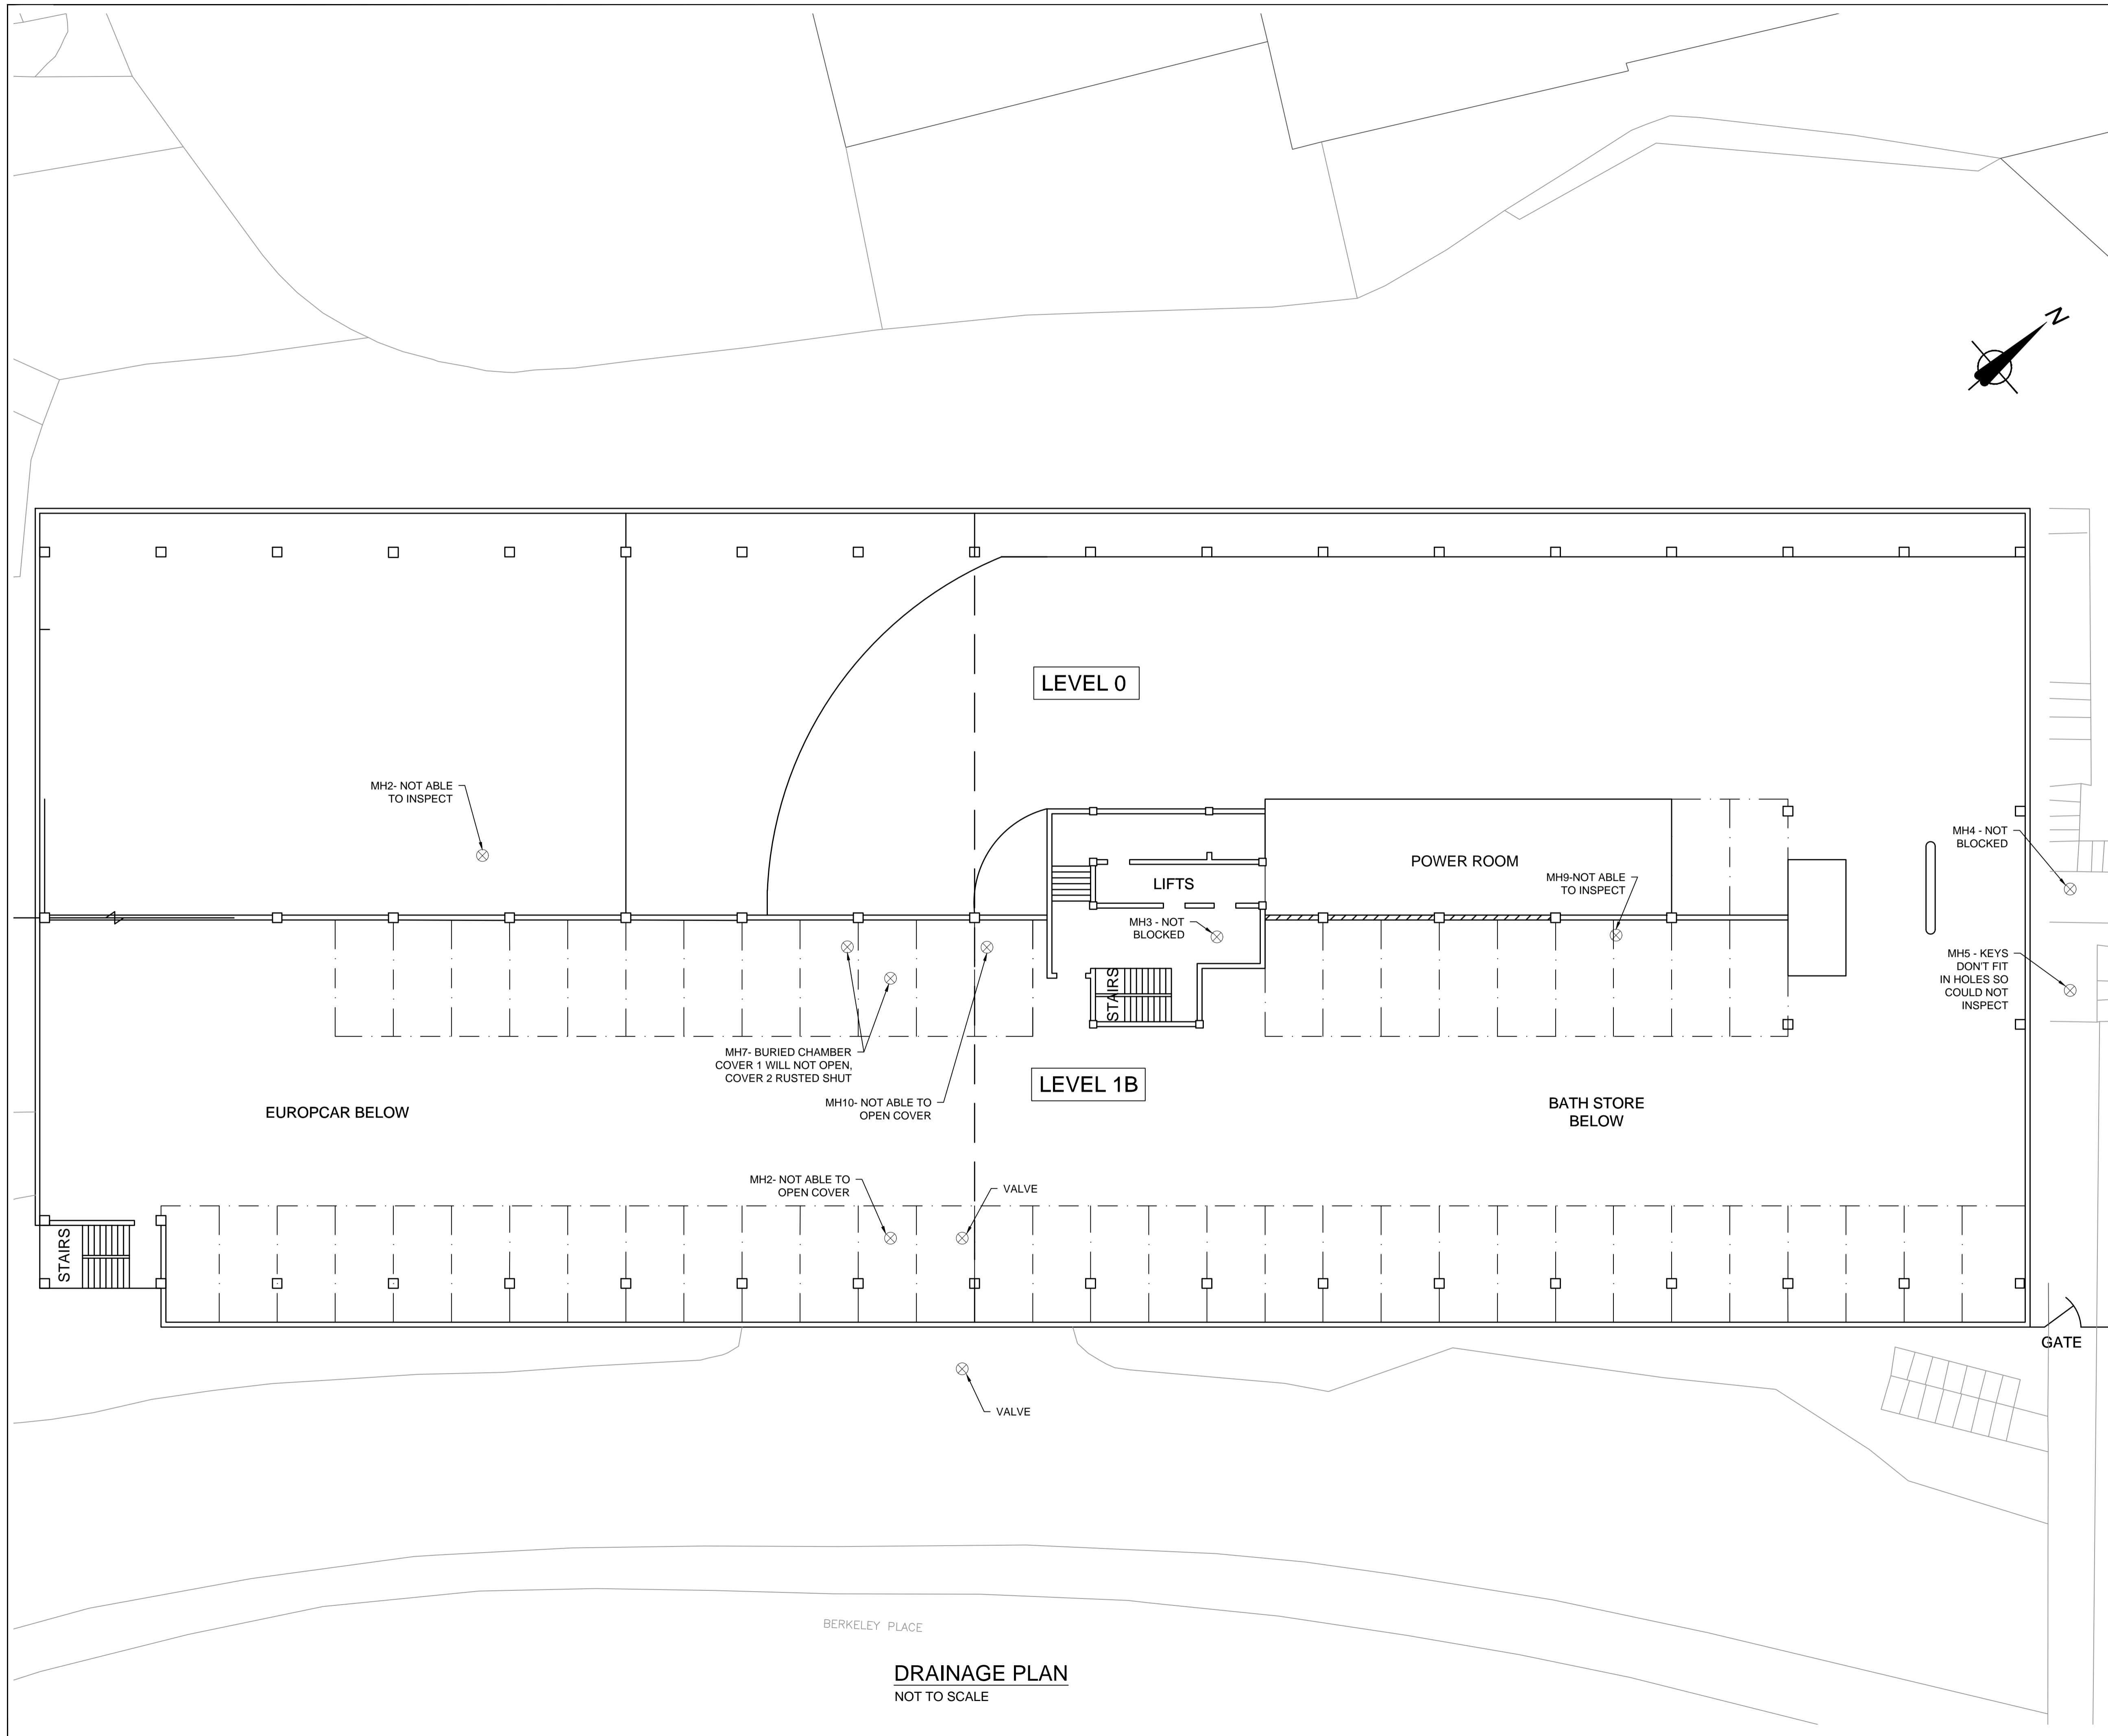 N
LEVEL 0
MH2- NOT ABLE
TO INSPECT
POWER ROOM
LIFTS
MH4 - NOT
BLOCKED
MH9-NOT ABLE
TO INSPECT
MH3 - NOT
BLOCKED
MH5 - KEYS
DON'T FIT
IN HOLES SO
COULD NOT
INSPECT
STAIRS
MH7- BURIED CHAMBER
COVER 1 WILL NOT OPEN,
COVER 2 RUSTED SHUT
LEVEL 1B
MH10- NOT ABLE TO
OPEN COVER
EUROPCAR BELOW
BATH STORE
BELOW
MH2- NOT ABLE TO
OPEN COVER
VALVE
STAIRS
GATE
VALVE
BERKELEY PLACE
DRAINAGE PLAN
NOT TO SCALE